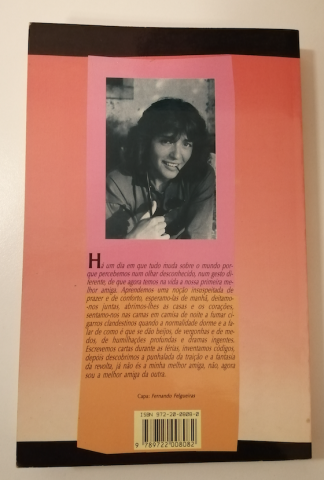 Há um dia em que tudo muda sobre o mundo por-
que percebemos num olhar desconhecido, num gesto di-
ferente, de que agora temos na vida a nossa primeira me-
lhor amiga. Aprendemos uma noção inrespeitada de
prazer e de conforto, esperamo-las de manhã, deitamo-
-nos juntas, abrimos-lhes as casas e os corações,
sentamo-nos nas camas em camisa de noite a fumar ci-
garros clandestinos quando a normalidade dorme e a fa-
lar de como é que se dão beijos, de vergonhas e de me-
dos, de humilhações profundas e dramas ingentes.
Escrevemos cartas durante as férias, inventamos códigos,
depois descobrimos a punhalada da traição e a fantasia
da revolta, já não és a minha melhor amiga, não, agora
sou a melhor amiga da outra.
Capa: Fernando Felgueiras
ISBN 972-20-0808-0
9 789722 008082